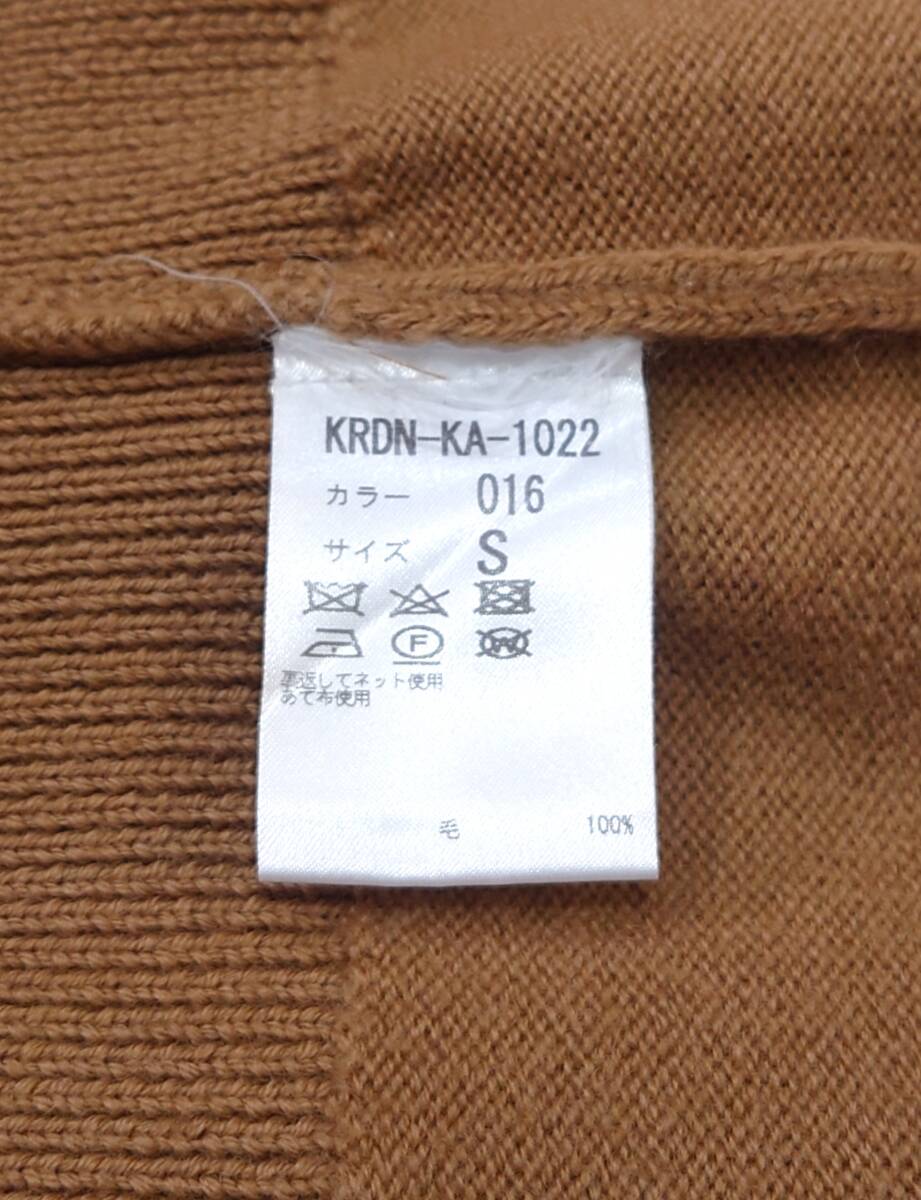 KRDN-KA-1022
カラー 016
サイズ S
F
W
裏返してネット使用
あて布使用
毛 100%